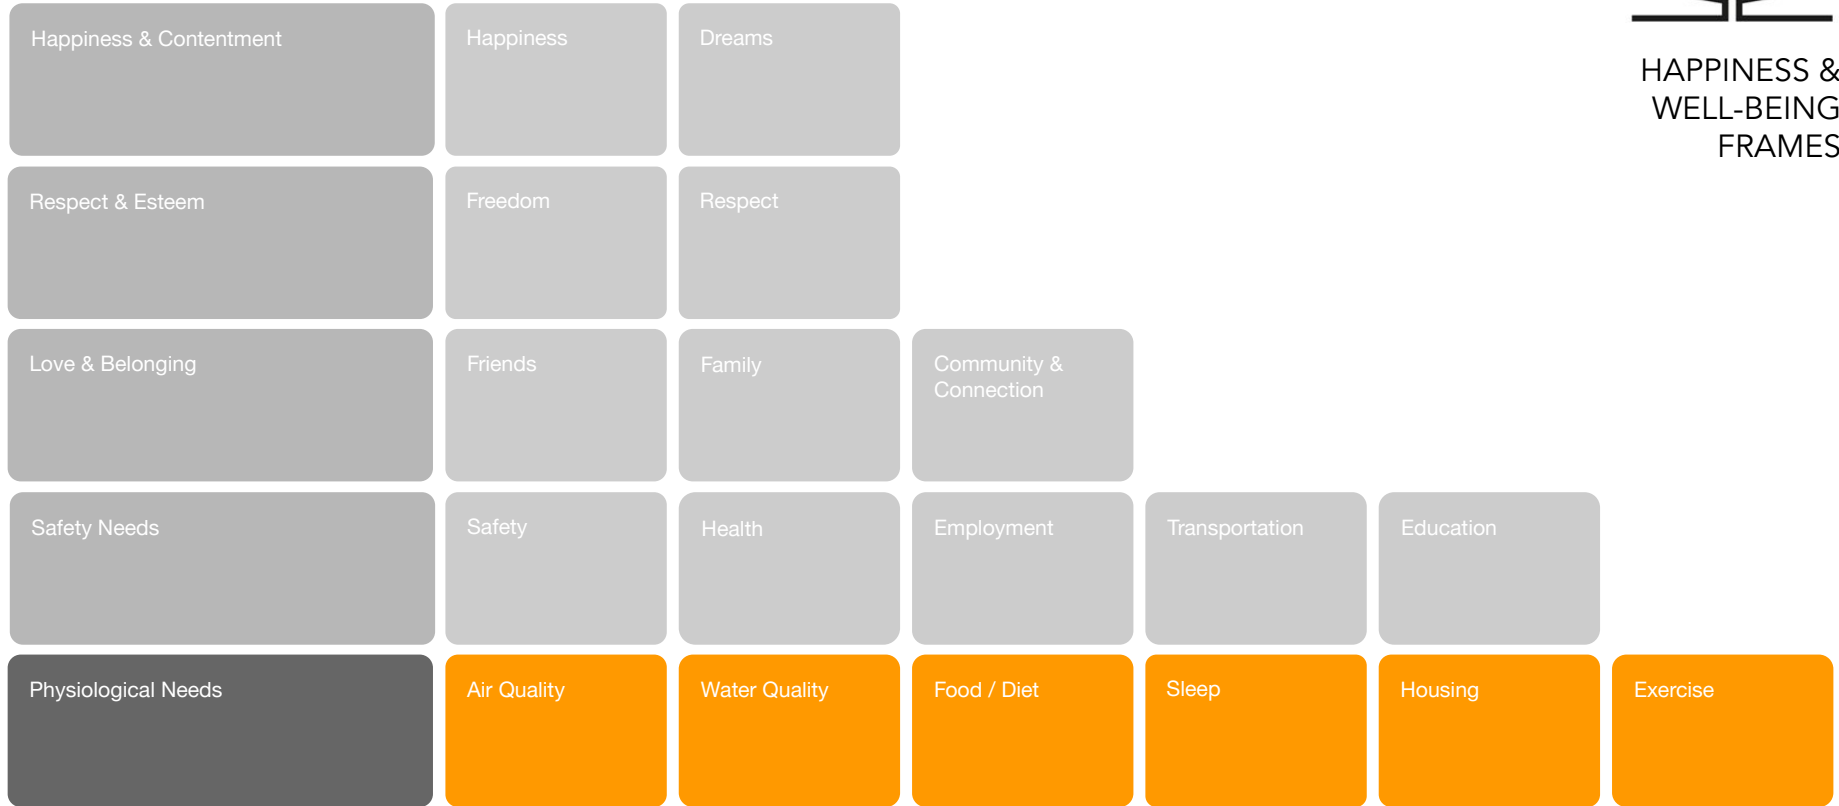 Happiness & Contentment
Happiness
Dreams
HAPPINESS &
WELL-BEING
FRAMES
Respect & Esteem
Freedom
Respect
Love & Belonging
Friends
Family
Community &
Connection
Safety Needs
Safety
Health
Employment
Transportation
Education
Physiological Needs
Air Quality
Water Quality
Food / Diet
Sleep
Housing
Exercise